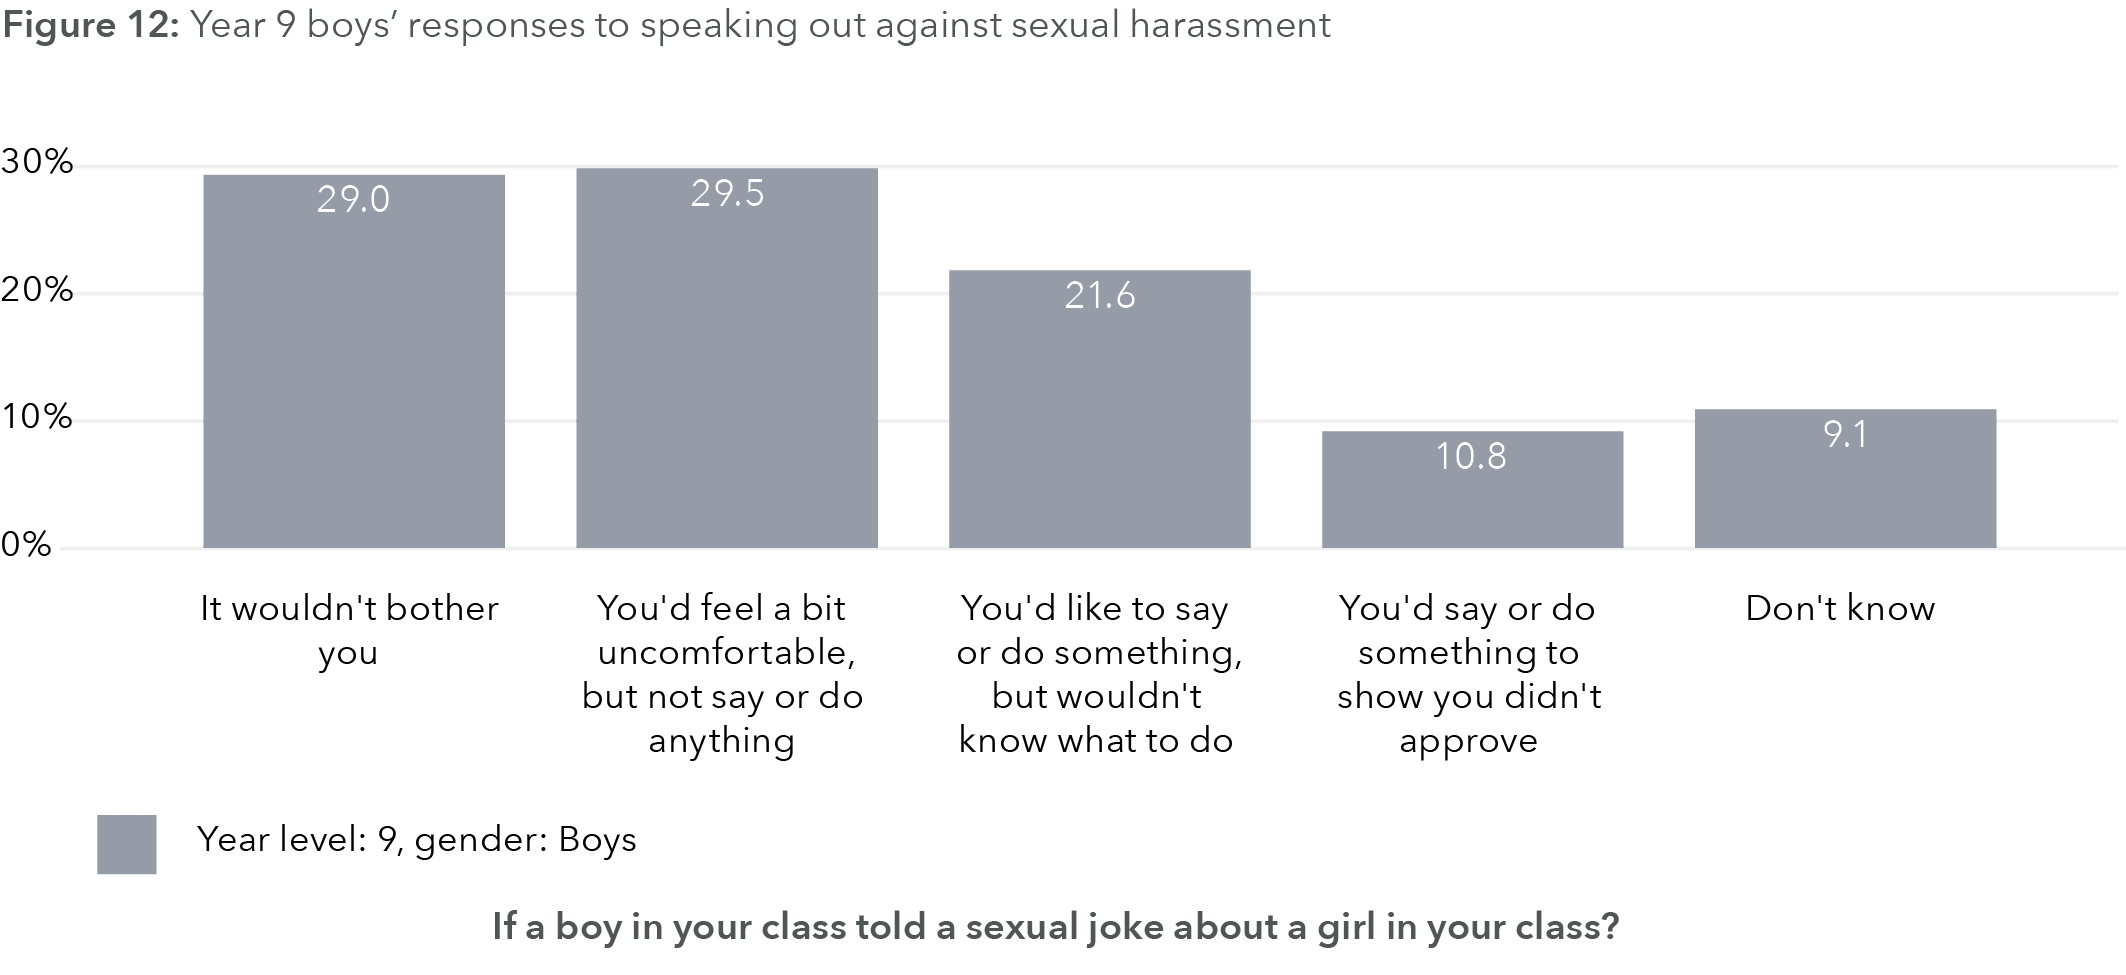 Figure 12: Year 9 boys’ responses to speaking out against sexual harassment
30%
20%
10%
0%
29.0
29.5
21.6
10.8
9.1
It wouldn't bother
you
You'd feel a bit
uncomfortable,
but not say or do
anything
You'd like to say
or do something,
but wouldn't
know what to do
You'd say or do
something to
show you didn't
approve
Don't know
Year level: 9, gender: Boys
If a boy in your class told a sexual joke about a girl in your class?